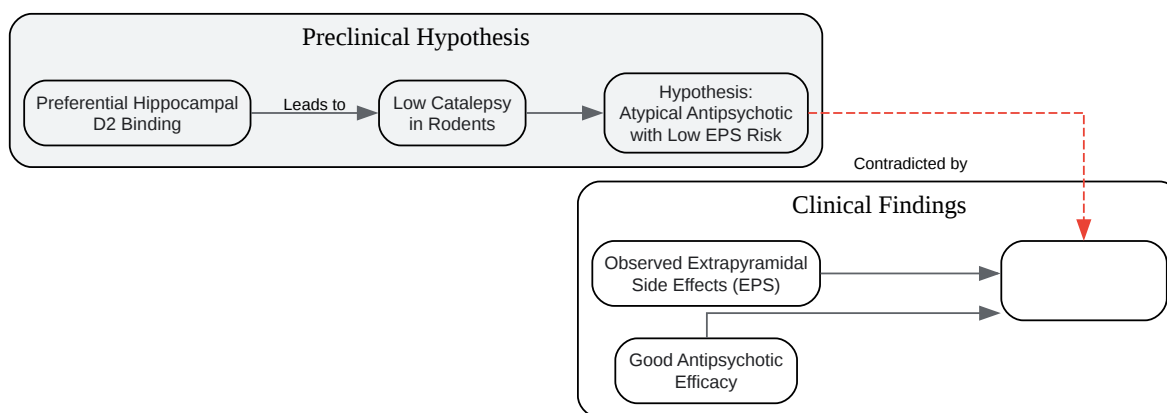 Preclinical Hypothesis
Preferential Hippocampal
D2 Binding
Leads to
Low Catalepsy
in Rodents
Hypothesis:
Atypical Antipsychotic
with Low EPS Risk
Contradicted by
Clinical Findings
Observed Extrapyramidal
Side Effects (EPS)
Good Antipsychotic
Efficacy